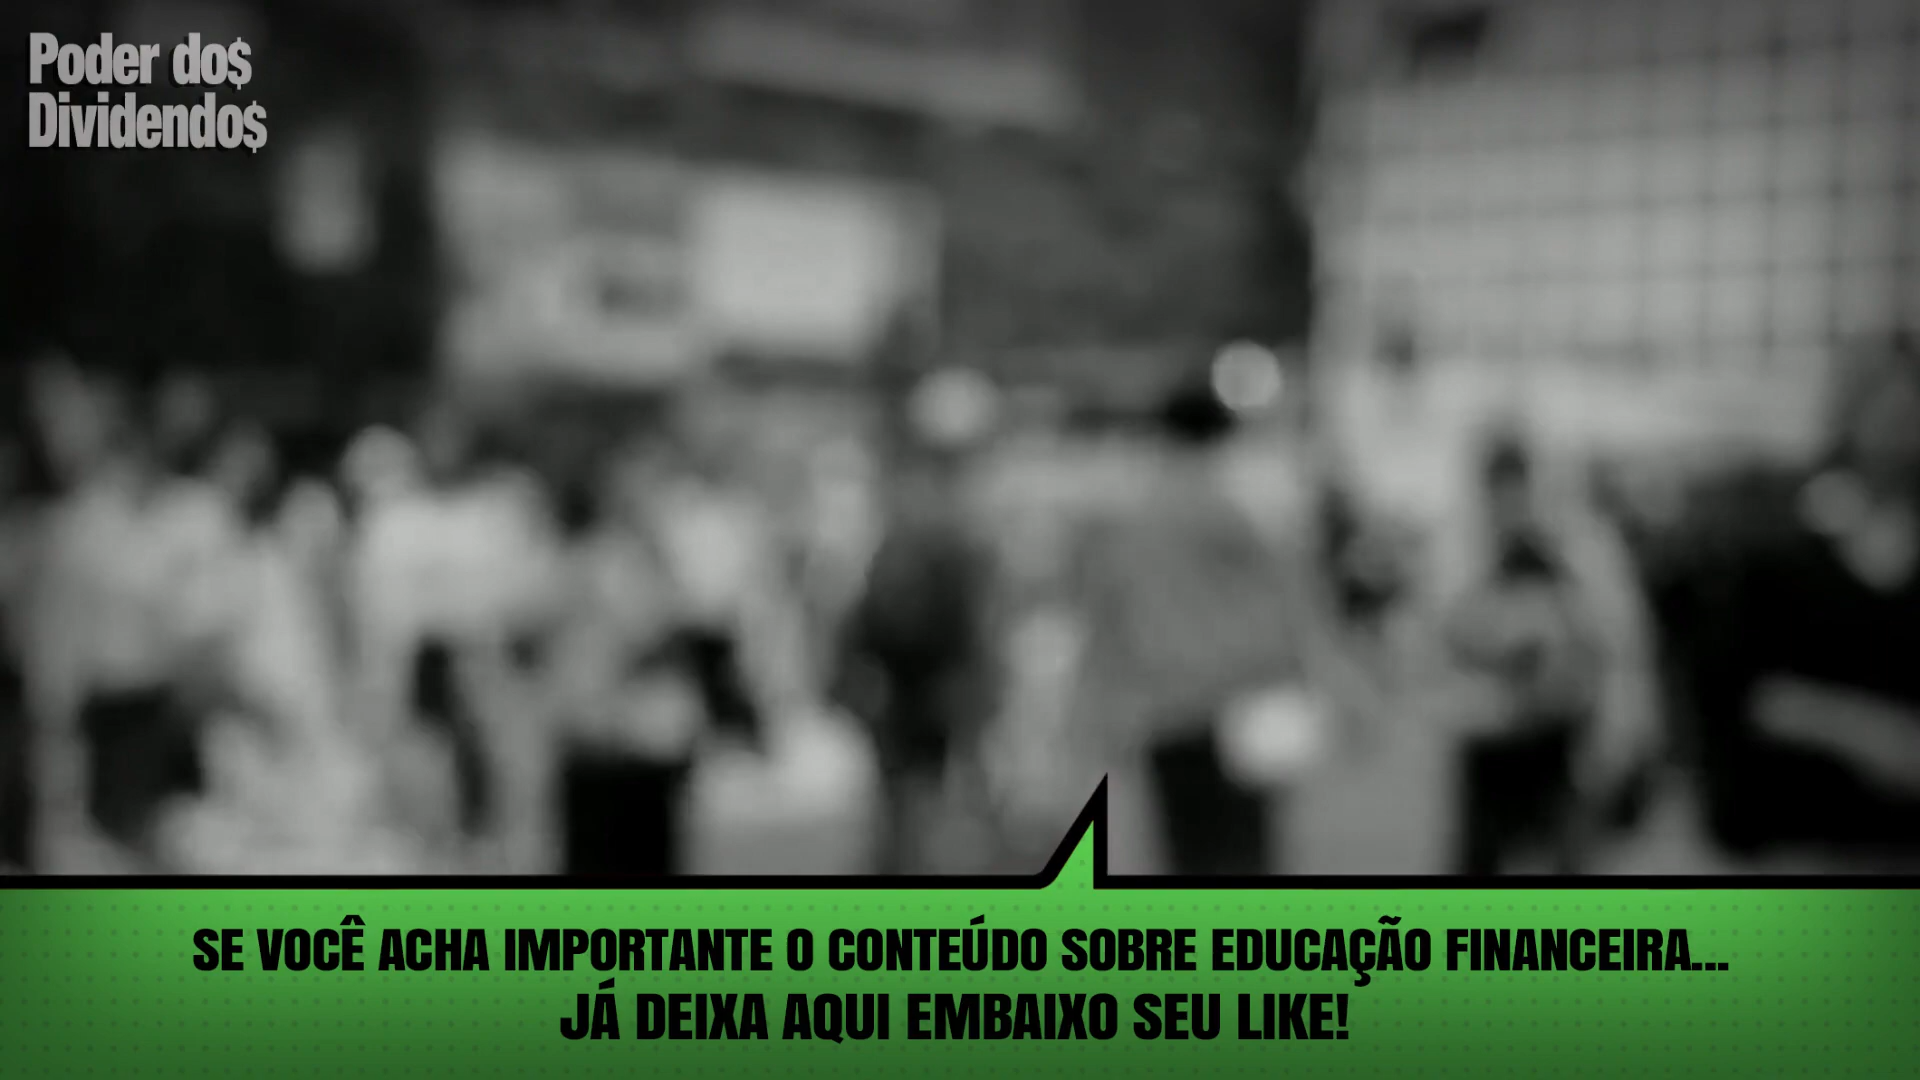 Poder do$
Dividendo$
SE VOCÊ ACHA IMPORTANTE O CONTEÚDO SOBRE EDUCAÇÃO FINANCEIRA...
JÁ DEIXA AQUI EMBAIXO SEU LIKE!